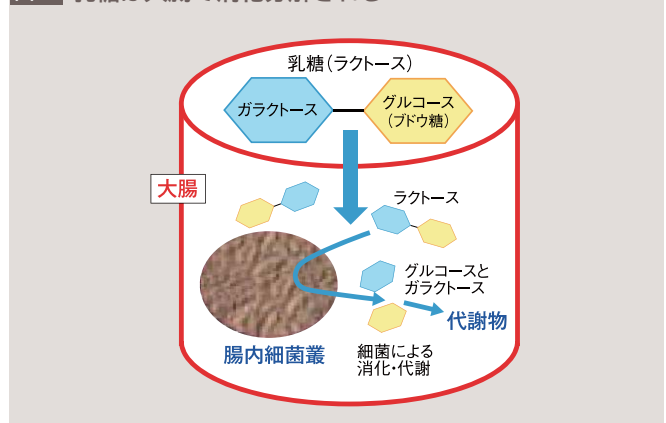 乳糖（ラクトース）
ガラクトース
グルコース
（ブドウ糖）
大腸
ラクトース
グルコースと
ガラクトース
代謝物
腸内細菌叢
細菌による
消化・代謝